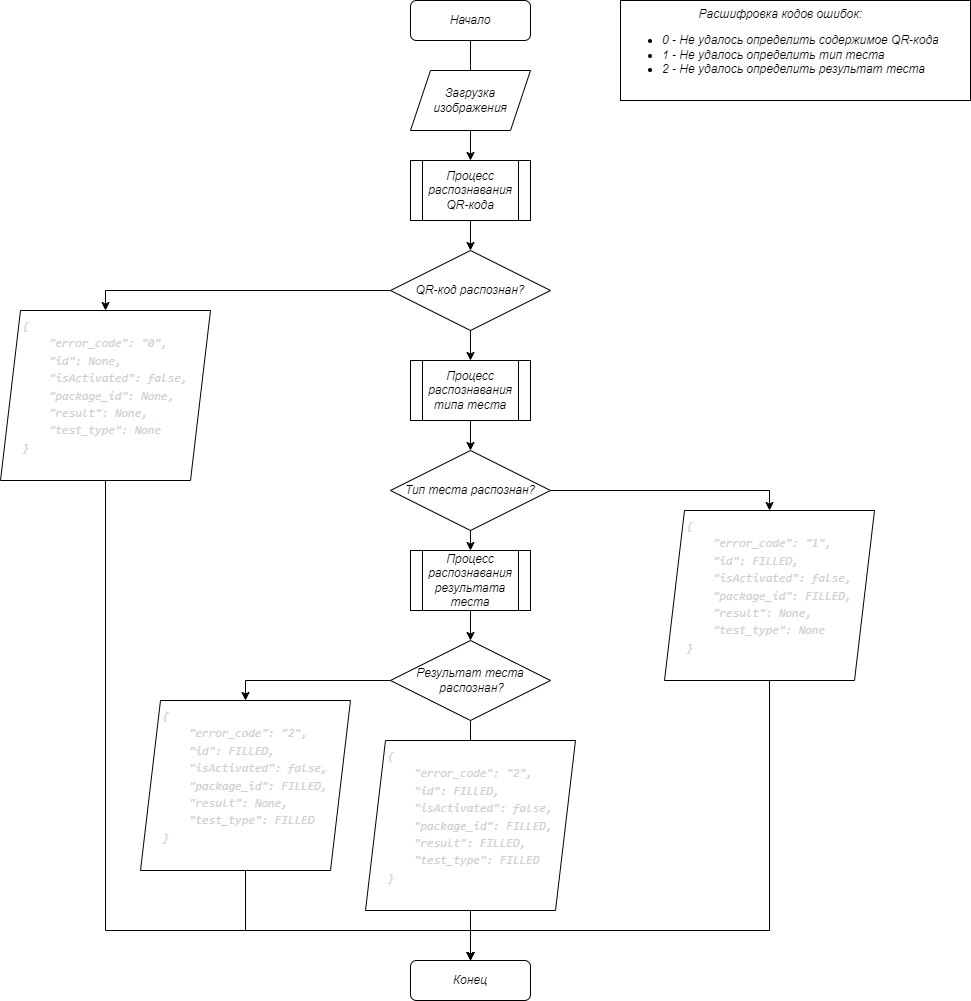 Начало
Расшифровка кодов ошибок:
0 - Не удалось определить содержимое QR-кода
1 - Не удалось определить тип теста
2 - Не удалось определить результат теста
Загрузка
изображения
Процесс
распознавания
QR-кода
QR-код распознан?
{
"error_code": "0",
"id": None,
"isActivated": false,
"package_id": None,
"result": None,
"test_type": None
}
Процесс
распознавания
типа теста
Тип теста распознан?
{
"error_code": "1",
"id": FILLED,
"isActivated": false,
"package_id": FILLED,
"result": None,
"test_type": None
}
Процесс
распознавания
результата
теста
Результат теста
распознан?
{
"error_code": "2",
"id": FILLED,
"isActivated": false,
"package_id": FILLED,
"result": None,
"test_type": FILLED
}
{
"error_code": "2",
"id": FILLED,
"isActivated": false,
"package_id": FILLED,
"result": FILLED,
"test_type": FILLED
}
Конец